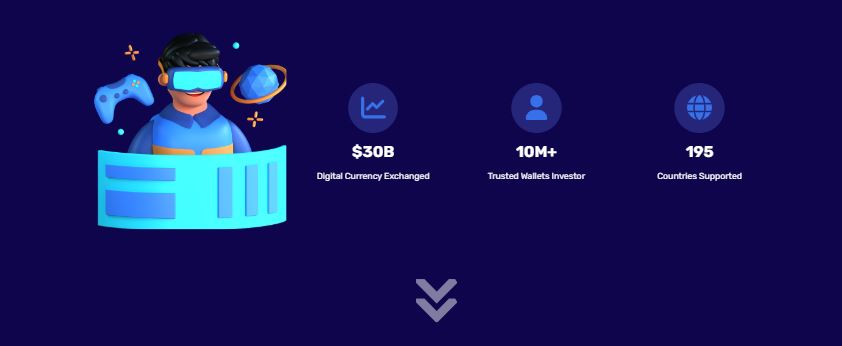 $30B
Digital Currency Exchanged
10M+
Trusted Wallets Investor
195
Countries Supported